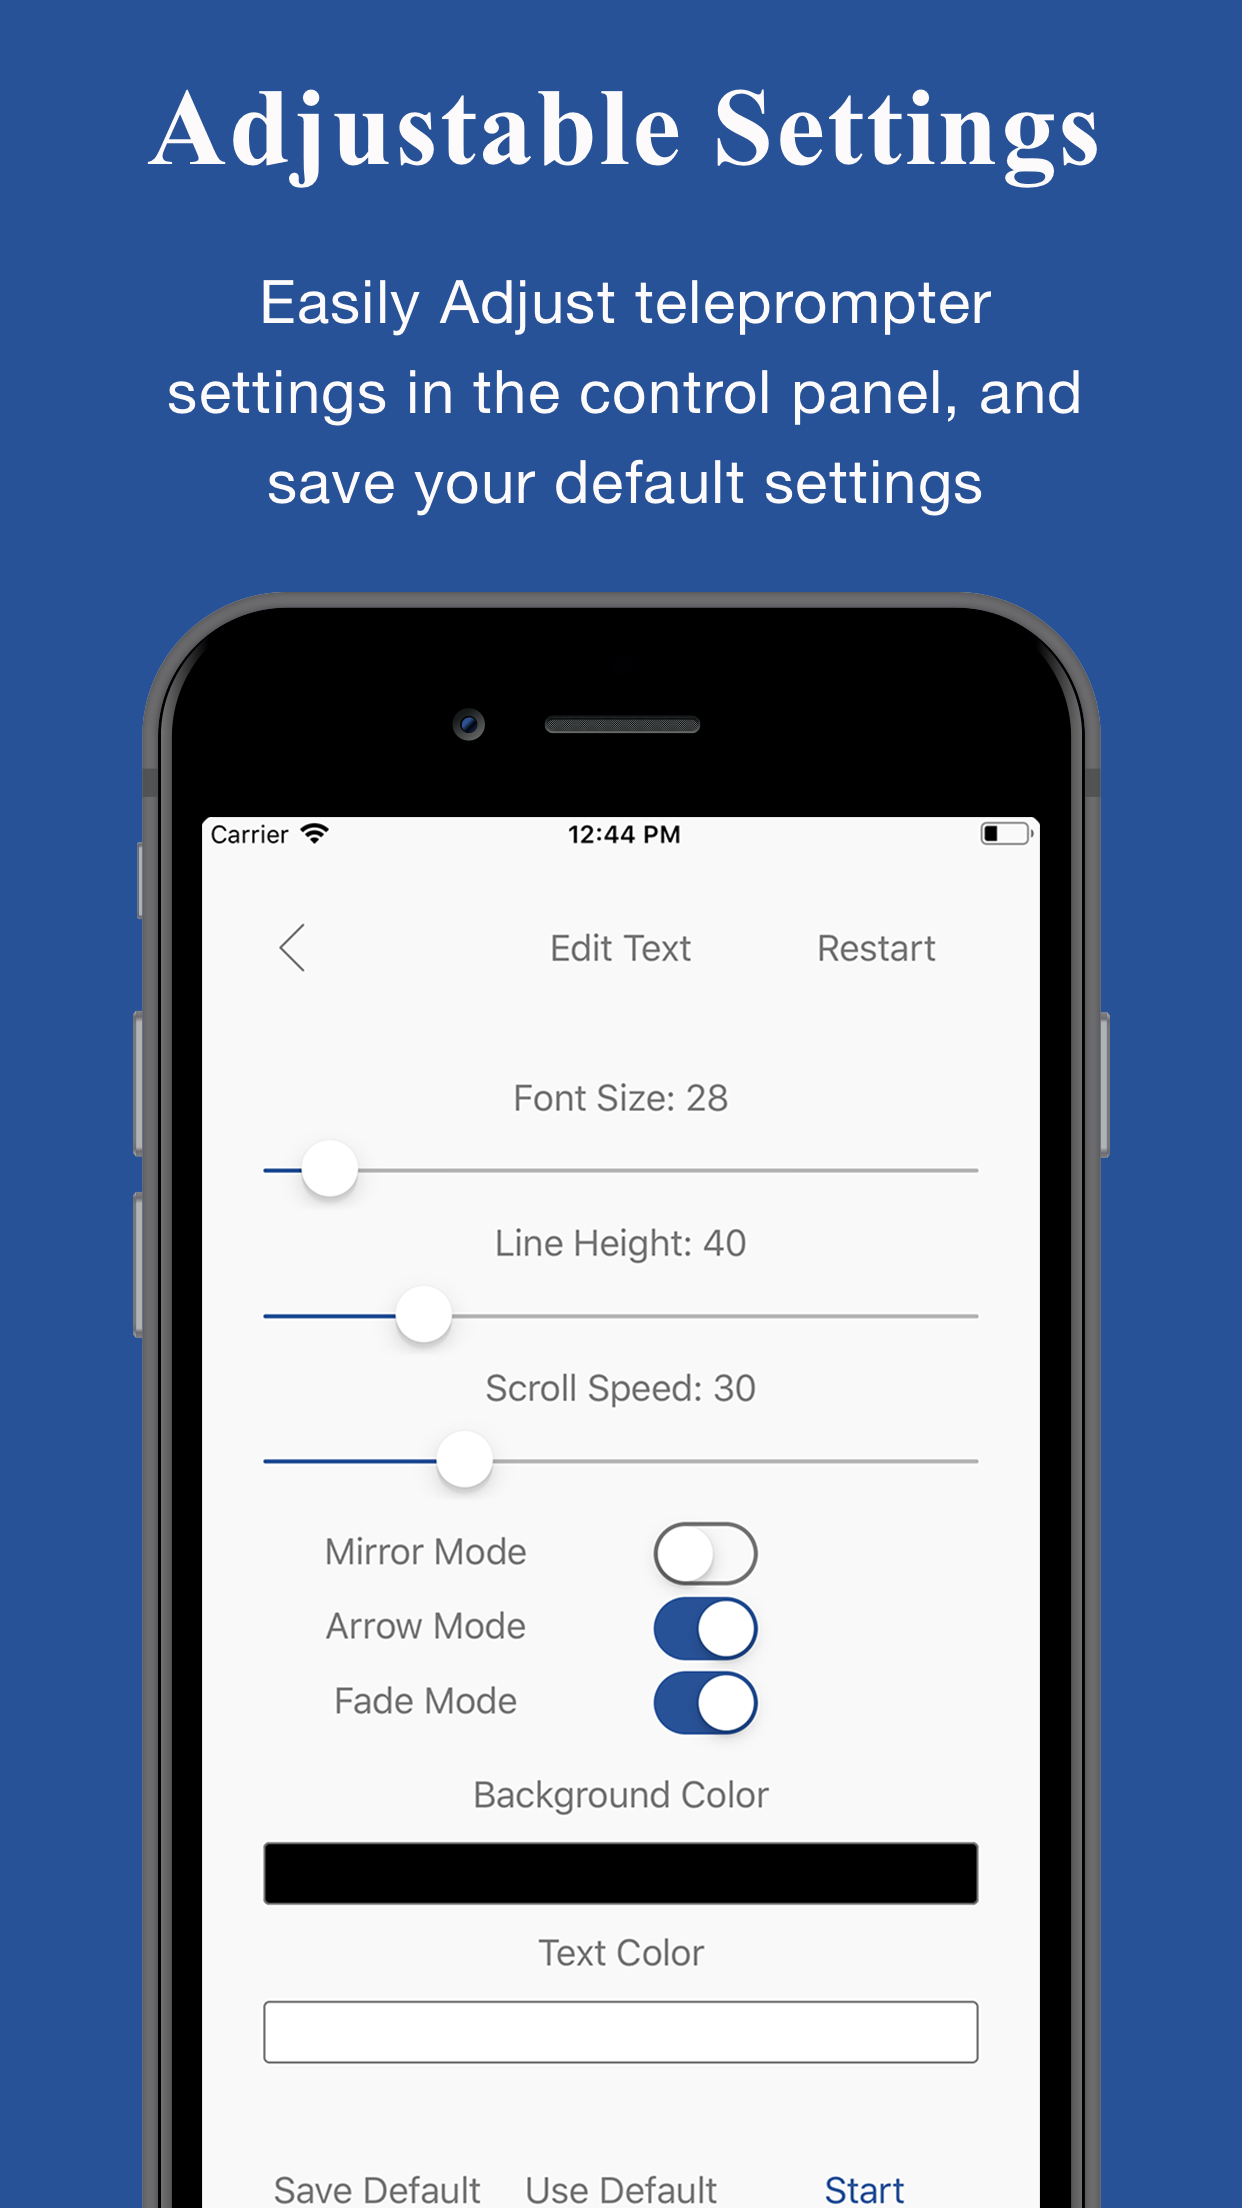 Adjustable Settings
Easily Adjust teleprompter
settings in the control panel, and
save your default settings
Carrier 12:44 PM
Edit Text Restart
Font Size: 28
Line Height: 40
Scroll Speed: 30
Mirror Mode
Arrow Mode
Fade Mode
Background Color
Text Color
Save Default Use Default Start